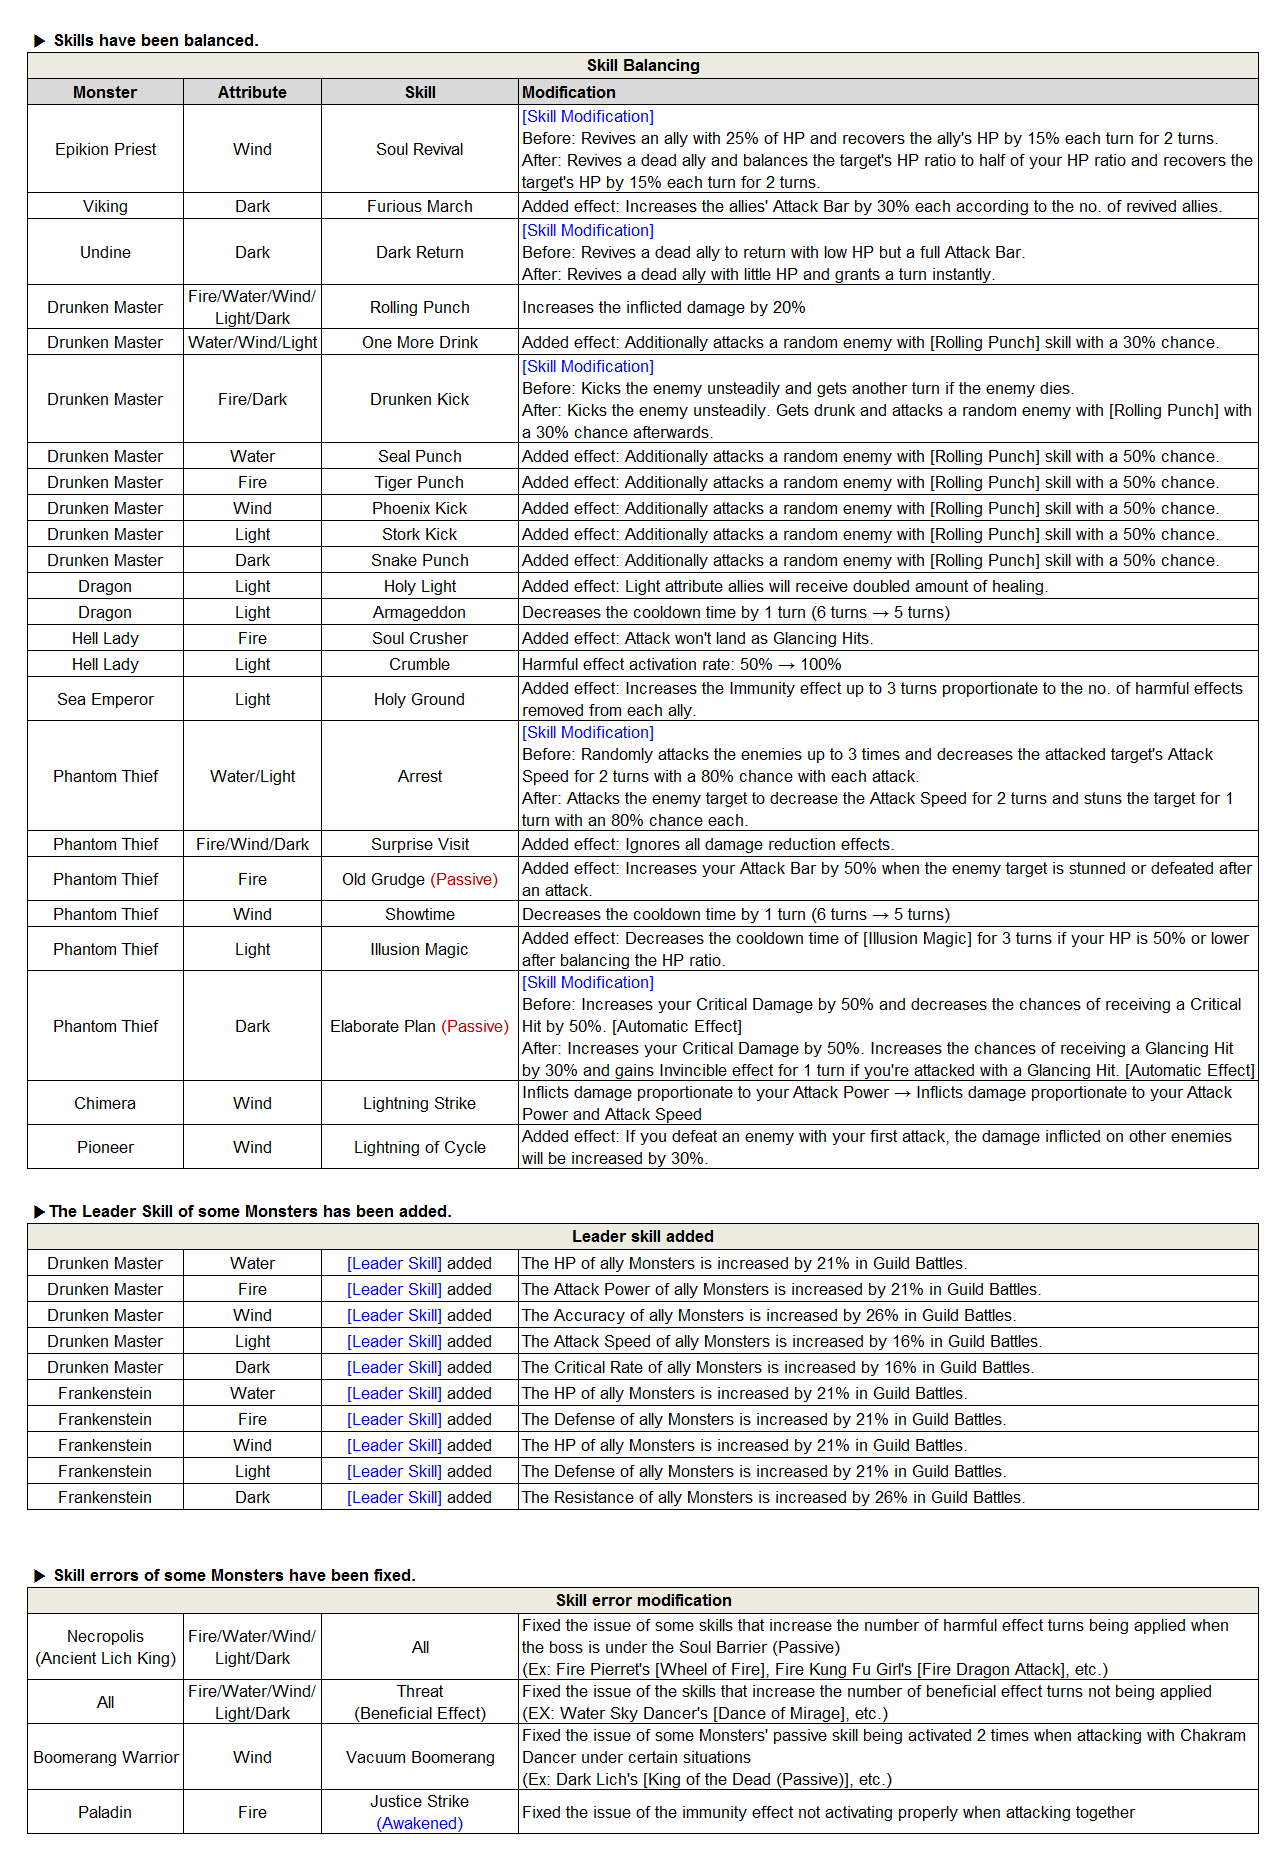 ▶ Skills have been balanced.
Skill Balancing
Monster Attribute Skill Modification
Epikion Priest Wind Soul Revival
[Skill Modification]
Before: Revives an ally with 25% of HP and recovers the ally's HP by 15% each turn for 2 turns.
After: Revives a dead ally and balances the target's HP ratio to half of your HP ratio and recovers the
target's HP by 15% each turn for 2 turns.
Viking Dark Furious March Added effect: Increases the allies' Attack Bar by 30% each according to the no. of revived allies.
Undine Dark Dark Return
[Skill Modification]
Before: Revives a dead ally to return with low HP but a full Attack Bar.
After: Revives a dead ally with little HP and grants a turn instantly.
Drunken Master
Fire/Water/Wind/
Light/Dark
Rolling Punch Increases the inflicted damage by 20%
Drunken Master Water/Wind/Light One More Drink Added effect: Additionally attacks a random enemy with [Rolling Punch] skill with a 30% chance.
Drunken Master Fire/Dark Drunken Kick
[Skill Modification]
Before: Kicks the enemy unsteadily and gets another turn if the enemy dies.
After: Kicks the enemy unsteadily. Gets drunk and attacks a random enemy with [Rolling Punch] with
a 30% chance afterwards.
Drunken Master Water Seal Punch Added effect: Additionally attacks a random enemy with [Rolling Punch] skill with a 50% chance.
Drunken Master Fire Tiger Punch Added effect: Additionally attacks a random enemy with [Rolling Punch] skill with a 50% chance.
Drunken Master Wind Phoenix Kick Added effect: Additionally attacks a random enemy with [Rolling Punch] skill with a 50% chance.
Drunken Master Light Stork Kick Added effect: Additionally attacks a random enemy with [Rolling Punch] skill with a 50% chance.
Drunken Master Dark Snake Punch Added effect: Additionally attacks a random enemy with [Rolling Punch] skill with a 50% chance.
Dragon Light Holy Light Added effect: Light attribute allies will receive doubled amount of healing.
Dragon Light Armageddon Decreases the cooldown time by 1 turn (6 turns → 5 turns)
Hell Lady Fire Soul Crusher Added effect: Attack won't land as Glancing Hits.
Hell Lady Light Crumble Harmful effect activation rate: 50% → 100%
Sea Emperor Light Holy Ground
Added effect: Increases the Immunity effect up to 3 turns proportionate to the no. of harmful effects
removed from each ally.
Phantom Thief Water/Light Arrest
[Skill Modification]
Before: Randomly attacks the enemies up to 3 times and decreases the attacked target's Attack
Speed for 2 turns with a 80% chance with each attack.
After: Attacks the enemy target to decrease the Attack Speed for 2 turns and stuns the target for 1
turn with an 80% chance each.
Phantom Thief Fire/Wind/Dark Surprise Visit Added effect: Ignores all damage reduction effects.
Phantom Thief Fire Old Grudge (Passive)
Added effect: Increases your Attack Bar by 50% when the enemy target is stunned or defeated after
an attack.
Phantom Thief Wind Showtime Decreases the cooldown time by 1 turn (6 turns → 5 turns)
Phantom Thief Light Illusion Magic
Added effect: Decreases the cooldown time of [Illusion Magic] for 3 turns if your HP is 50% or lower
after balancing the HP ratio.
Phantom Thief Dark Elaborate Plan (Passive)
[Skill Modification]
Before: Increases your Critical Damage by 50% and decreases the chances of receiving a Critical
Hit by 50%. [Automatic Effect]
After: Increases your Critical Damage by 50%. Increases the chances of receiving a Glancing Hit
by 30% and gains Invincible effect for 1 turn if you're attacked with a Glancing Hit. [Automatic Effect]
Chimera Wind Lightning Strike
Inflicts damage proportionate to your Attack Power → Inflicts damage proportionate to your Attack
Power and Attack Speed
Pioneer Wind Lightning of Cycle
Added effect: If you defeat an enemy with your first attack, the damage inflicted on other enemies
will be increased by 30%.
▶The Leader Skill of some Monsters has been added.
Leader skill added
Drunken Master Water [Leader Skill] added The HP of ally Monsters is increased by 21% in Guild Battles.
Drunken Master Fire [Leader Skill] added The Attack Power of ally Monsters is increased by 21% in Guild Battles.
Drunken Master Wind [Leader Skill] added The Accuracy of ally Monsters is increased by 26% in Guild Battles.
Drunken Master Light [Leader Skill] added The Attack Speed of ally Monsters is increased by 16% in Guild Battles.
Drunken Master Dark [Leader Skill] added The Critical Rate of ally Monsters is increased by 16% in Guild Battles.
Frankenstein Water [Leader Skill] added The HP of ally Monsters is increased by 21% in Guild Battles.
Frankenstein Fire [Leader Skill] added The Defense of ally Monsters is increased by 21% in Guild Battles.
Frankenstein Wind [Leader Skill] added The HP of ally Monsters is increased by 21% in Guild Battles.
Frankenstein Light [Leader Skill] added The Defense of ally Monsters is increased by 21% in Guild Battles.
Frankenstein Dark [Leader Skill] added The Resistance of ally Monsters is increased by 26% in Guild Battles.
▶ Skill errors of some Monsters have been fixed.
Skill error modification
Necropolis
(Ancient Lich King)
Fire/Water/Wind/
Light/Dark
All
Fixed the issue of some skills that increase the number of harmful effect turns being applied when
the boss is under the Soul Barrier (Passive)
(Ex: Fire Pierret's [Wheel of Fire], Fire Kung Fu Girl's [Fire Dragon Attack], etc.)
All
Fire/Water/Wind/
Light/Dark
Threat
(Beneficial Effect)
Fixed the issue of the skills that increase the number of beneficial effect turns not being applied
(EX: Water Sky Dancer's [Dance of Mirage], etc.)
Boomerang Warrior Wind Vacuum Boomerang
Fixed the issue of some Monsters' passive skill being activated 2 times when attacking with Chakram
Dancer under certain situations
(Ex: Dark Lich's [King of the Dead (Passive)], etc.)
Paladin Fire
Justice Strike
(Awakened)
Fixed the issue of the immunity effect not activating properly when attacking together